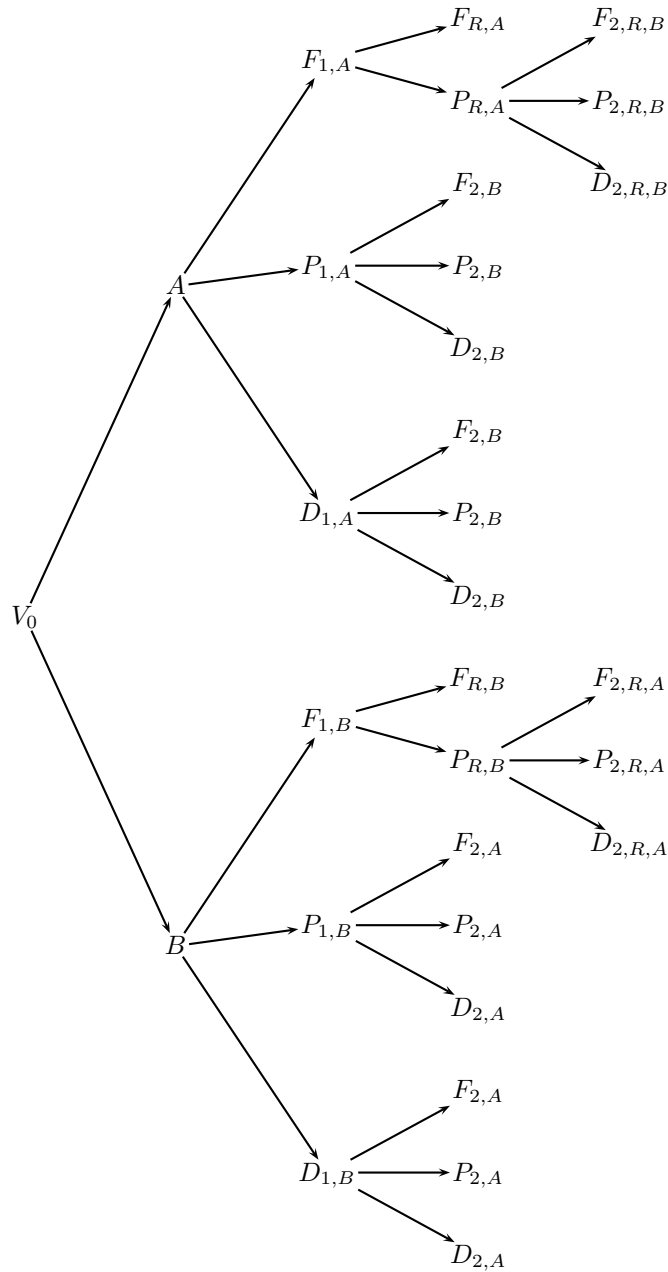 F_{R,A} F_{2,R,B}
F_{1,A}
P_{R,A} P_{2,R,B}
F_{2,B} D_{2,R,B}
A P_{1,A} P_{2,B}
D_{2,B}
F_{2,B}
D_{1,A} P_{2,B}
D_{2,B}
V_0
F_{R,B} F_{2,R,A}
F_{1,B}
P_{R,B} P_{2,R,A}
F_{2,A} D_{2,R,A}
B P_{1,B} P_{2,A}
D_{2,A}
F_{2,A}
D_{1,B} P_{2,A}
D_{2,A}